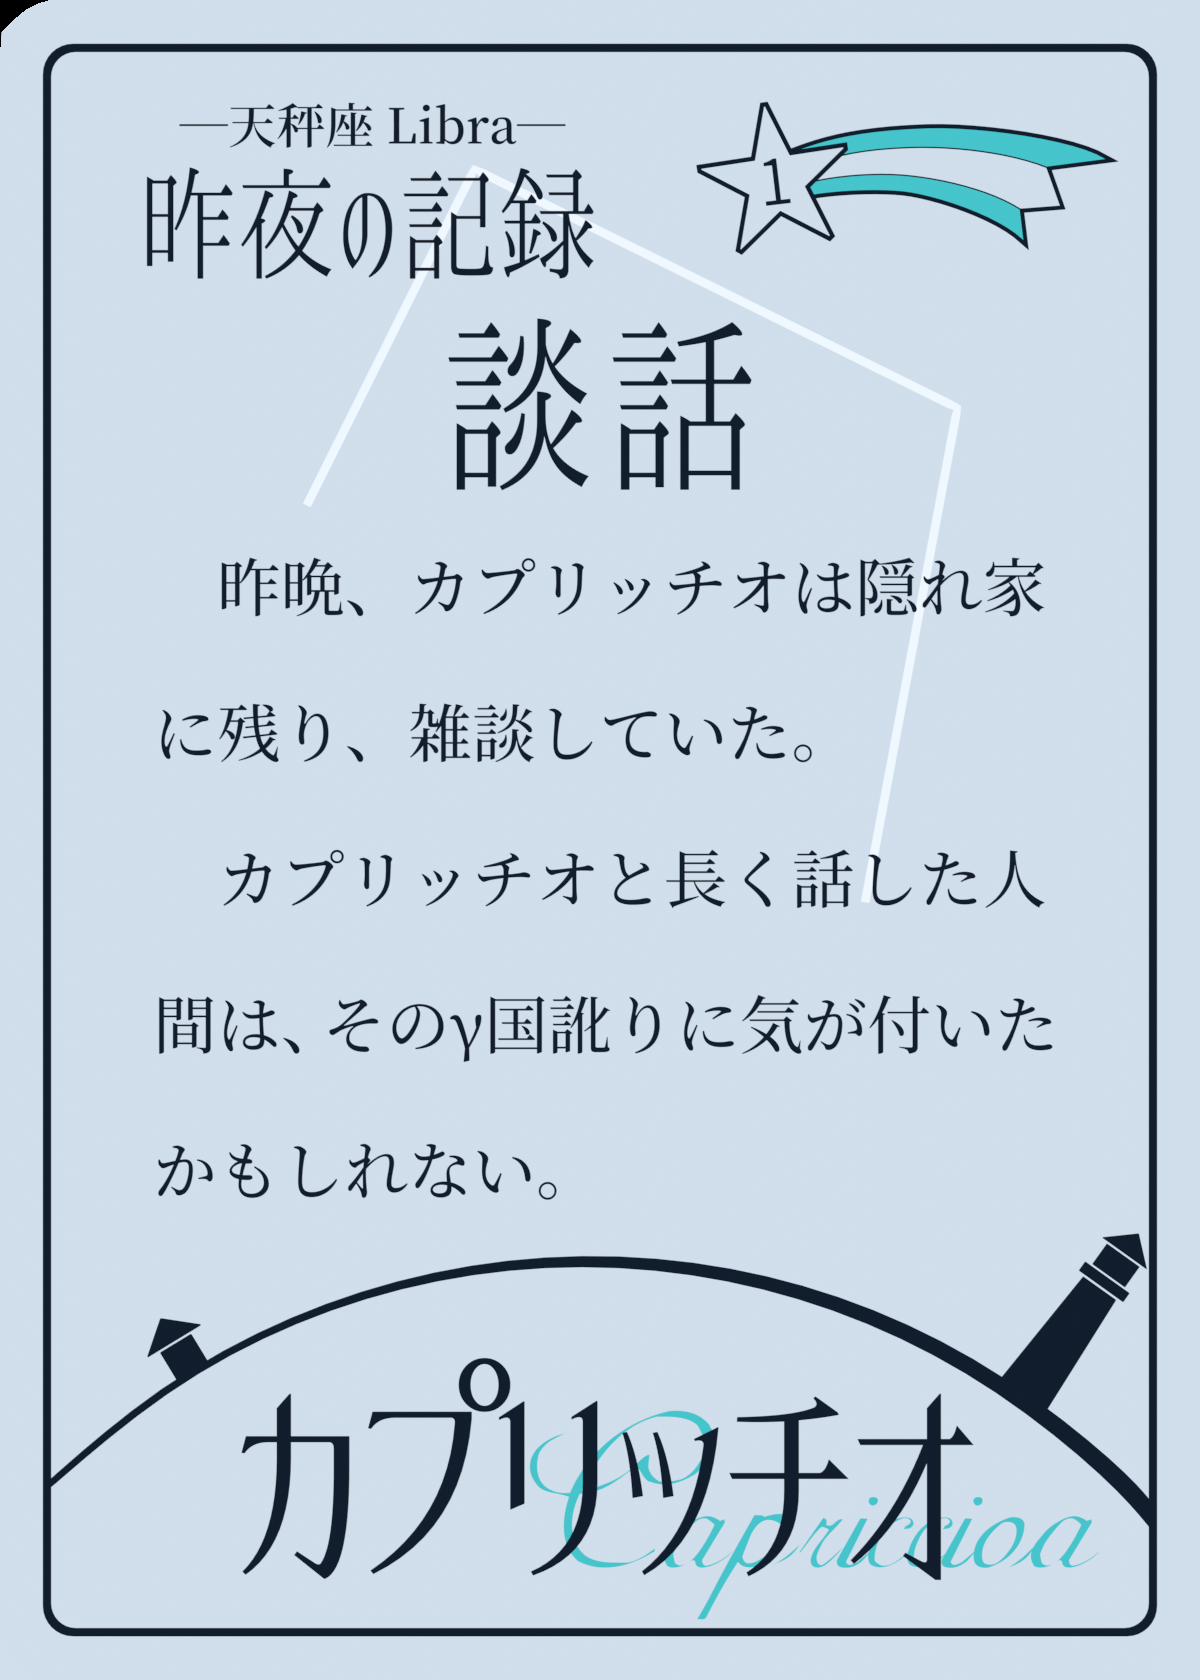 —天秤座 Libra—
昨夜の記録
1
談話
昨晩、カプリッチオは隠れ家
に残り、雑談していた。
カプリッチオと長く話した人
間は、そのγ国訛りに気が付いた
かもしれない。
カプリッチオ
Capriccioa